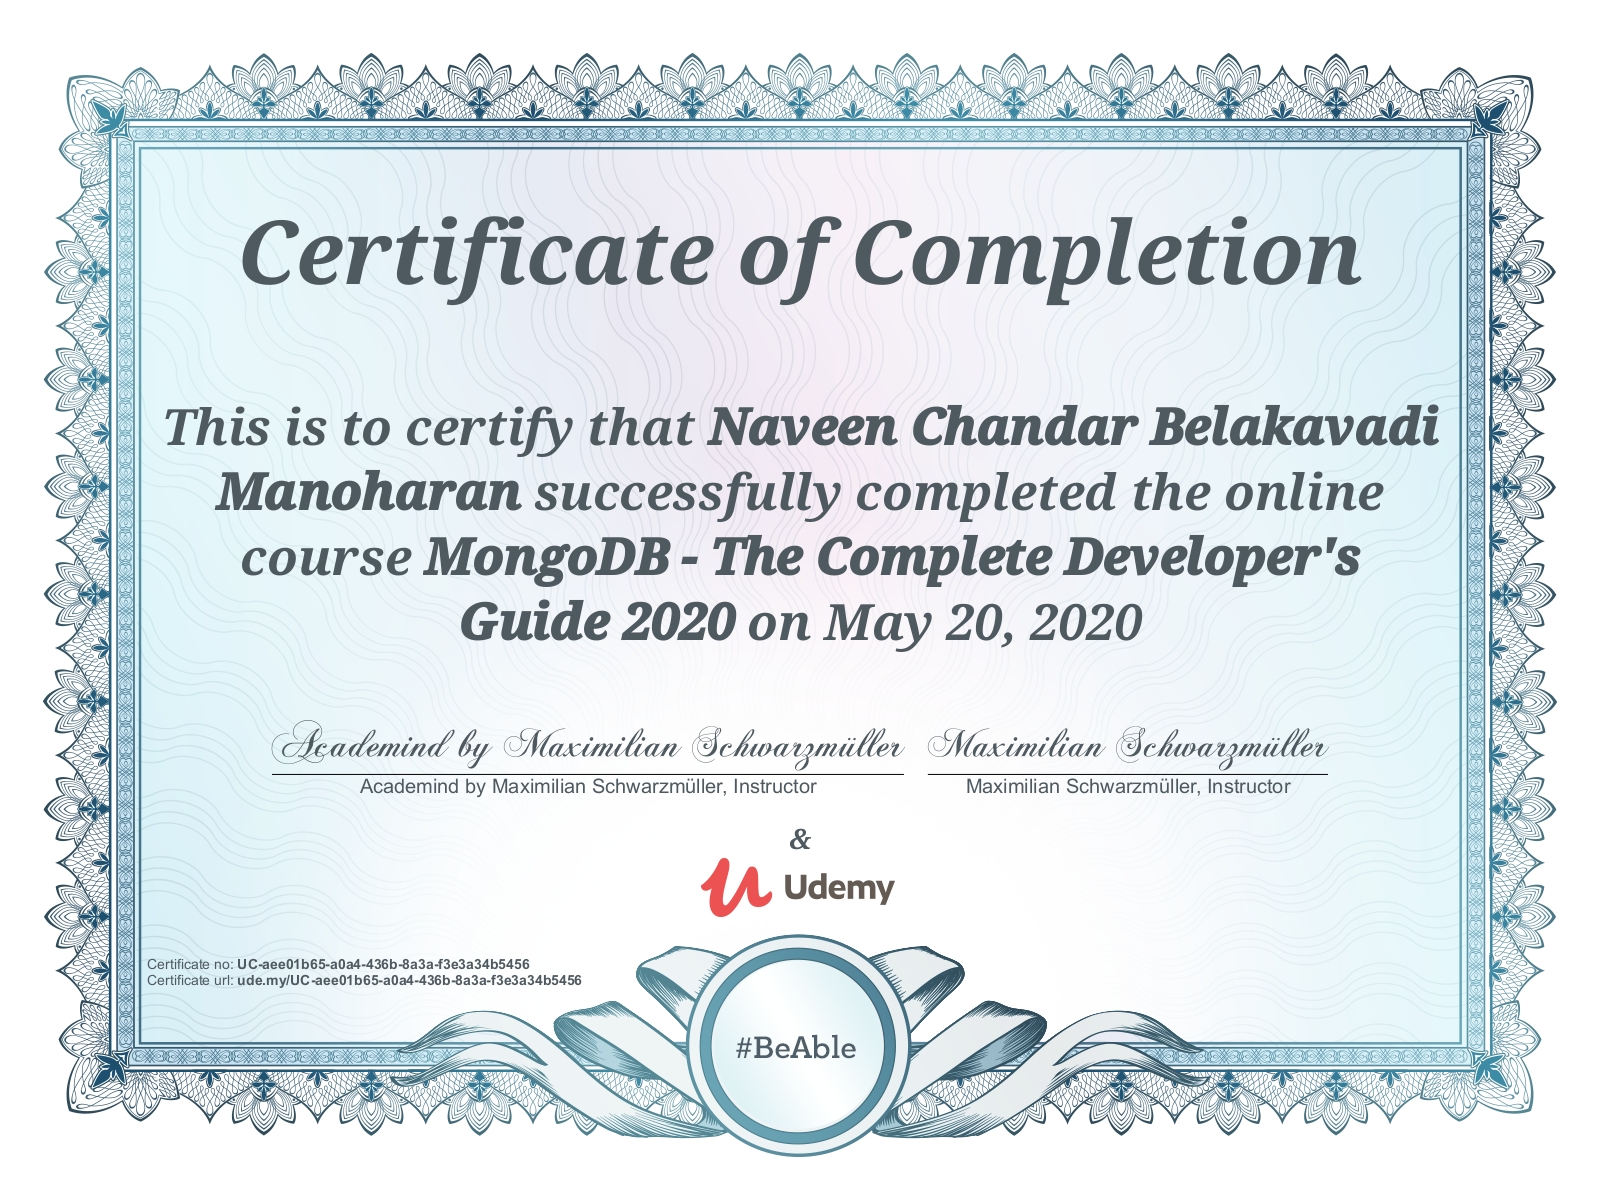 Certificate of Completion
This is to certify that Naveen Chandar Belakavadi
Manoharan successfully completed the online
course MongoDB - The Complete Developer's
Guide 2020 on May 20, 2020
Academind by Maximilian Schwarzmüller Maximilian Schwarzmüller
Academind by Maximilian Schwarzmüller, Instructor Maximilian Schwarzmüller, Instructor
&
Udemy
Certificate no: UC-aee01b65-a0a4-436b-8a3a-f3e3a34b5456
Certificate url: ude.my/UC-aee01b65-a0a4-436b-8a3a-f3e3a34b5456
#BeAble